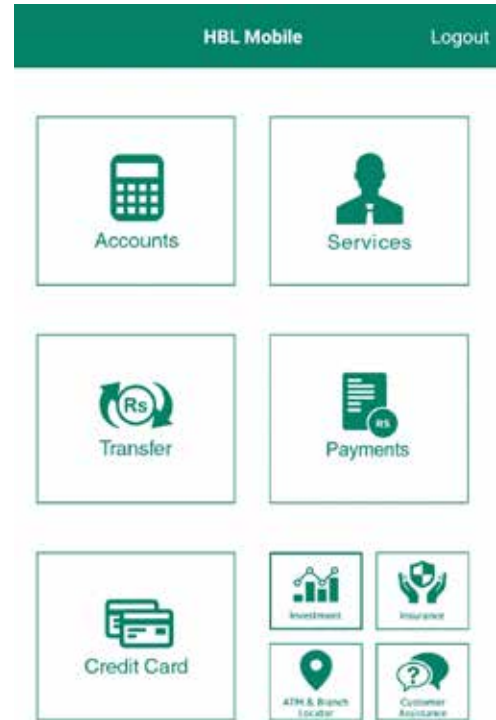 HBL Mobile Logout
Accounts
Services
Rs
RS
Transfer
Payments
Credit Card
Investment
Insurance
?
ATM & Branch
Locator
Customer
Assistance